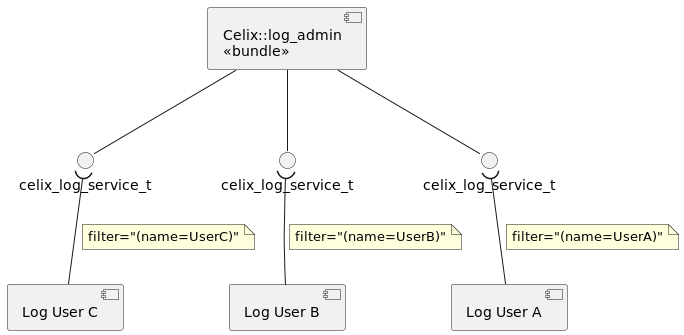 Celix::log_admin
«bundle»
celix_log_service_t
celix_log_service_t
celix_log_service_t
filter="(name=UserC)"
filter="(name=UserB)"
filter="(name=UserA)"
Log User C
Log User B
Log User A